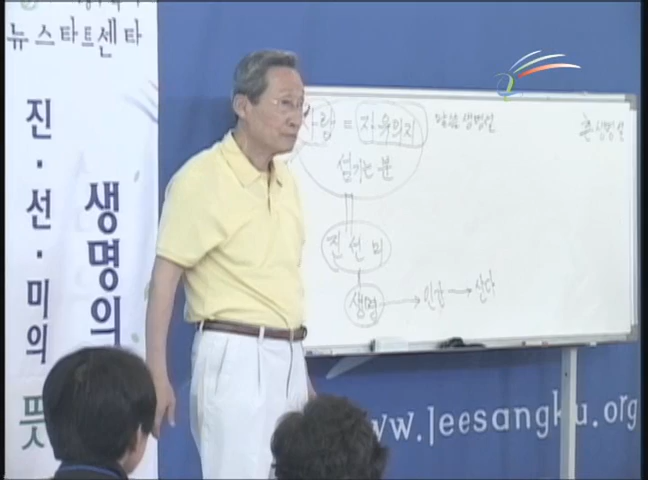 뉴스타트센타
진·선·미의 뜻
생명의
사랑 = 자유의지
섬기는 분
진 선 미
생명 → 인간 → 산다
www.leesangku.org